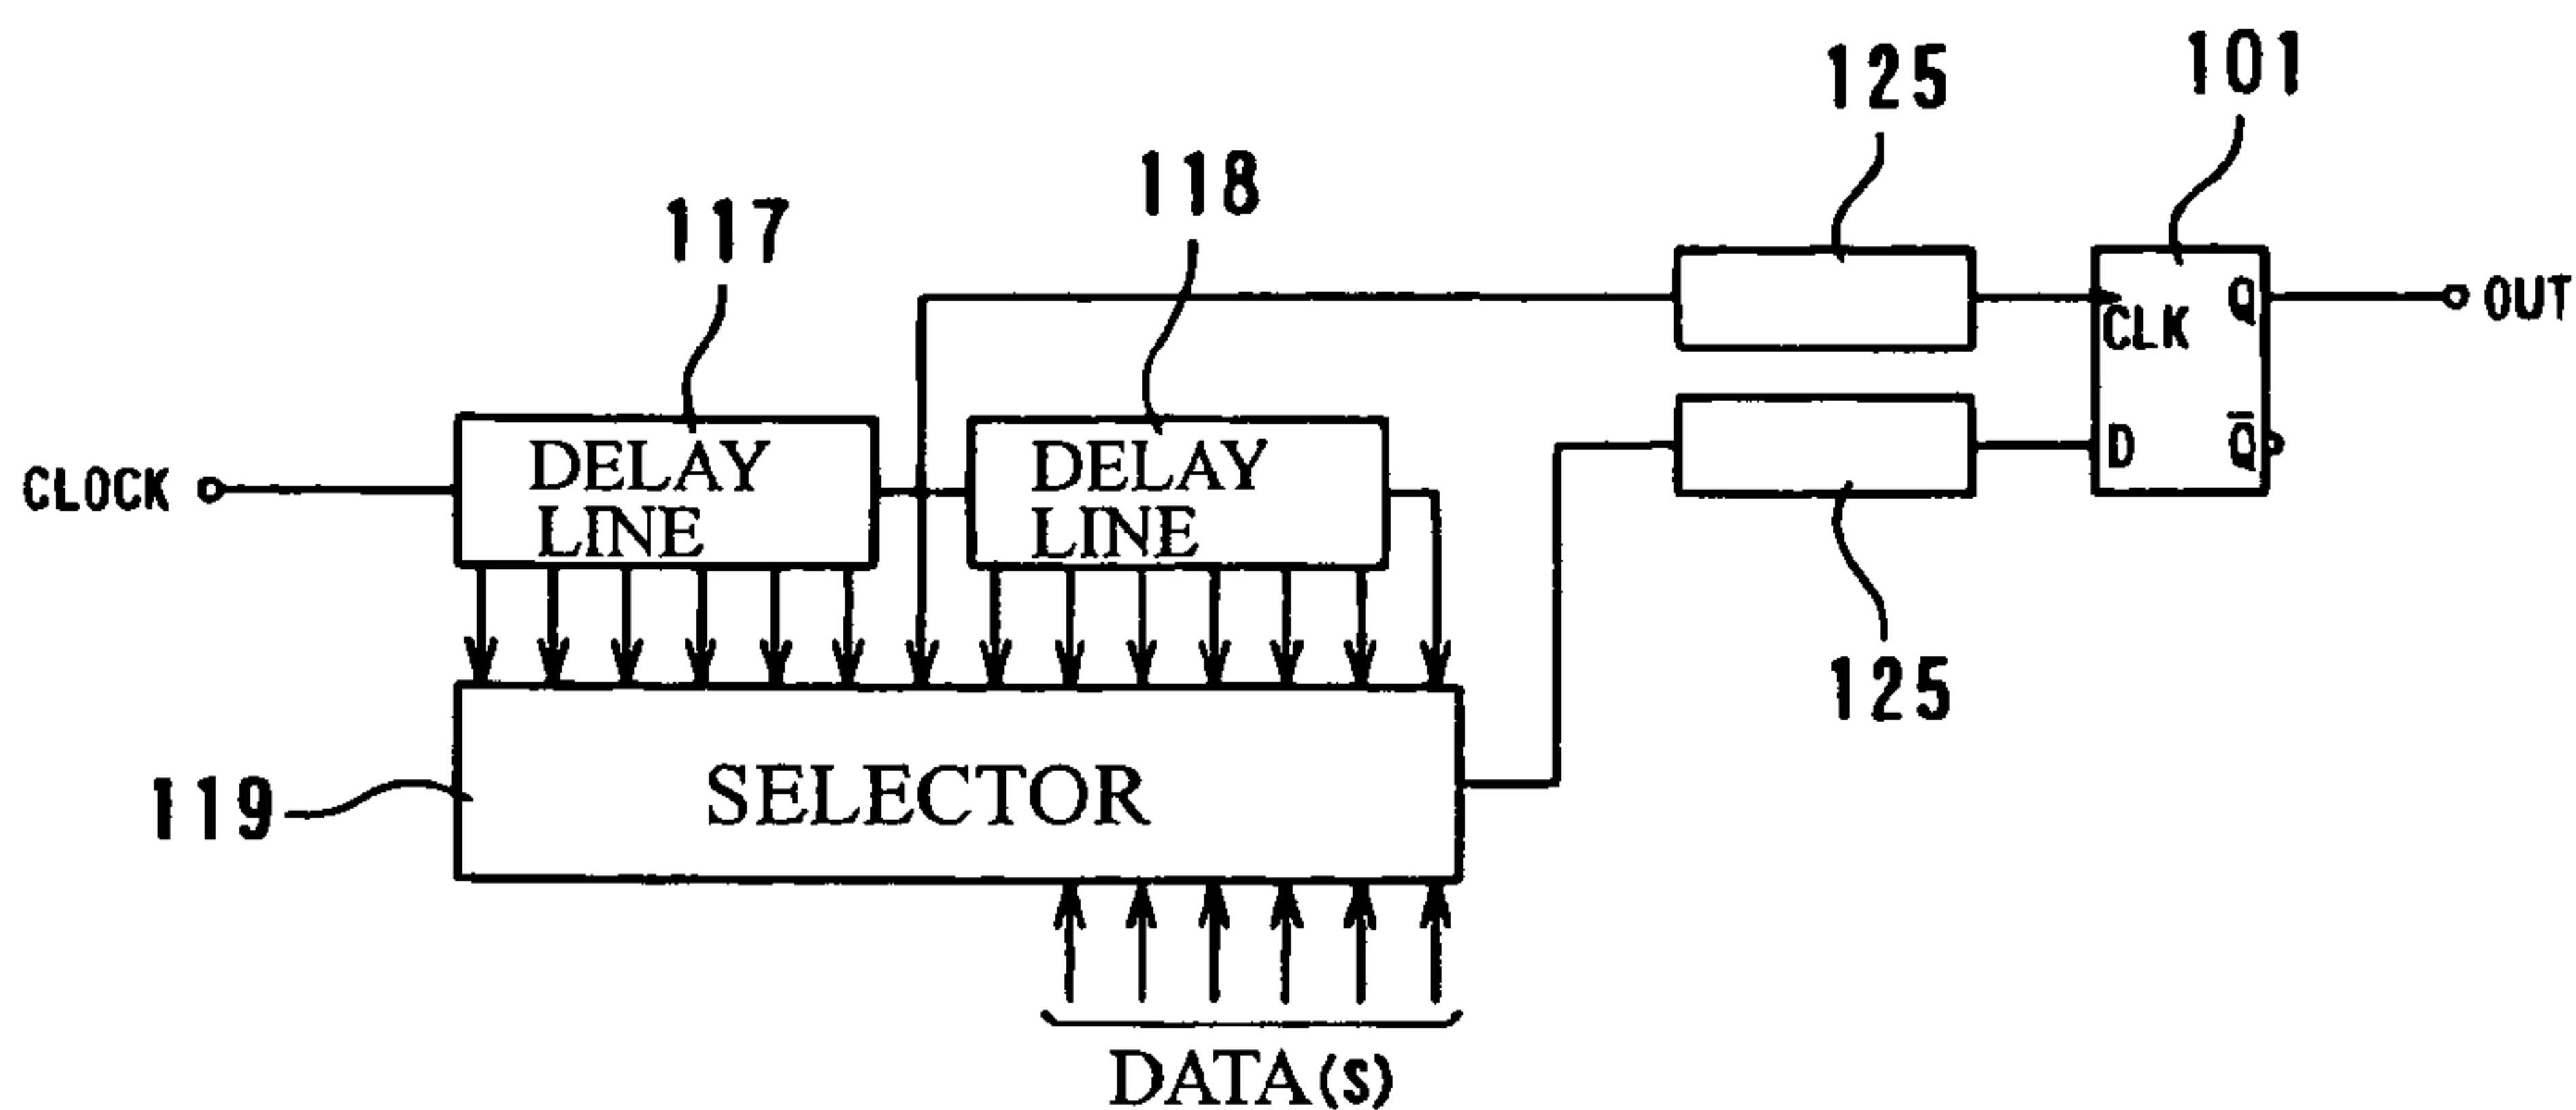 125
101
118
117
CLK
Q
OUT
DELAY
LINE
DELAY
LINE
D
Q̅
CLOCK
125
119
SELECTOR
DATA(S)